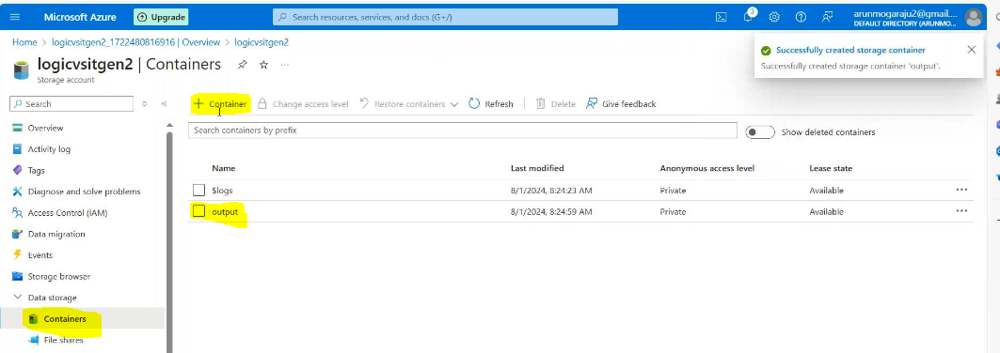 Microsoft Azure
Upgrade
Search resources, services, and docs (G+/)
3
arunmogaraju2@gmail....
DEFAULT DIRECTORY (ARUNMO...
Home > logicvsitgen2_1722480816916 | Overview > logicvsitgen2
Successfully created storage container
Successfully created storage container 'output'.
logicvsitgen2 | Containers
Storage account
Search
Container
Change access level
Restore containers
Refresh
Delete
Give feedback
Search containers by prefix
Show deleted containers
Overview
Activity log
Tags
Diagnose and solve problems
Access Control (IAM)
Data migration
Events
Storage browser
Data storage
Containers
File shares
Name Last modified Anonymous access level Lease state
$logs 8/1/2024, 8:24:23 AM Private Available
output 8/1/2024, 8:24:59 AM Private Available